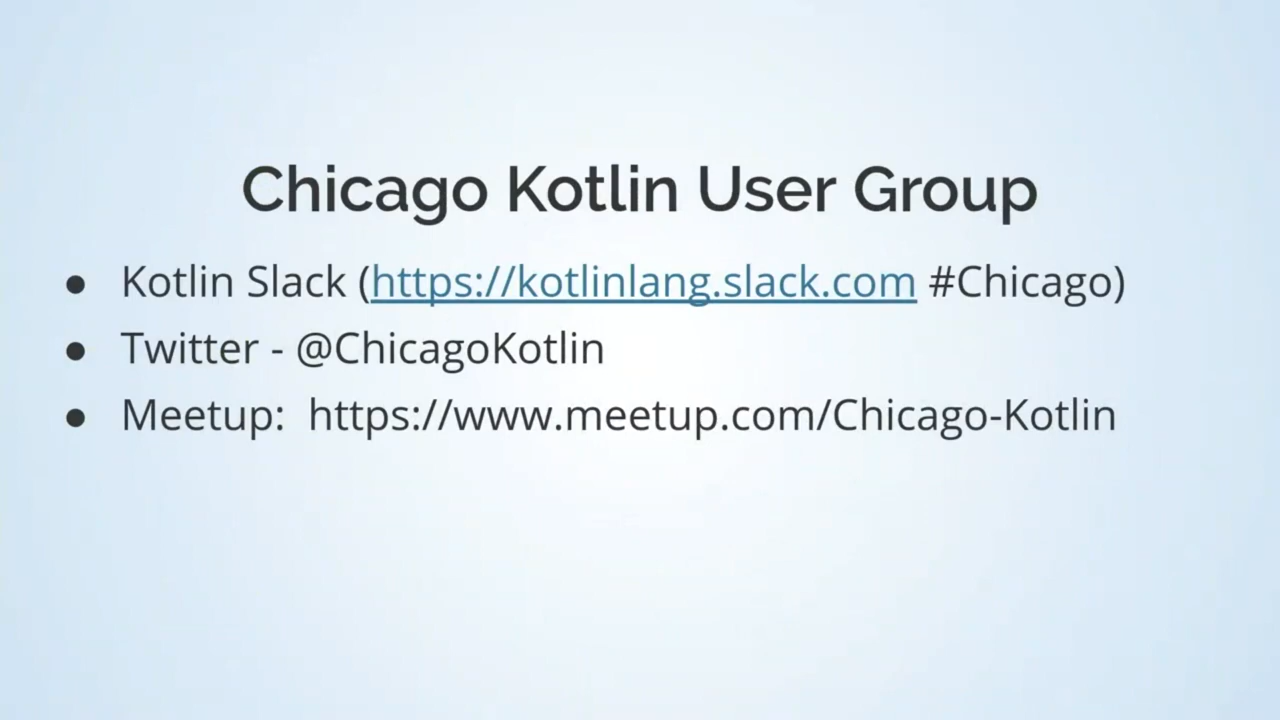 Chicago Kotlin User Group
● Kotlin Slack (https://kotlinlang.slack.com #Chicago)
● Twitter - @ChicagoKotlin
● Meetup:  https://www.meetup.com/Chicago-Kotlin